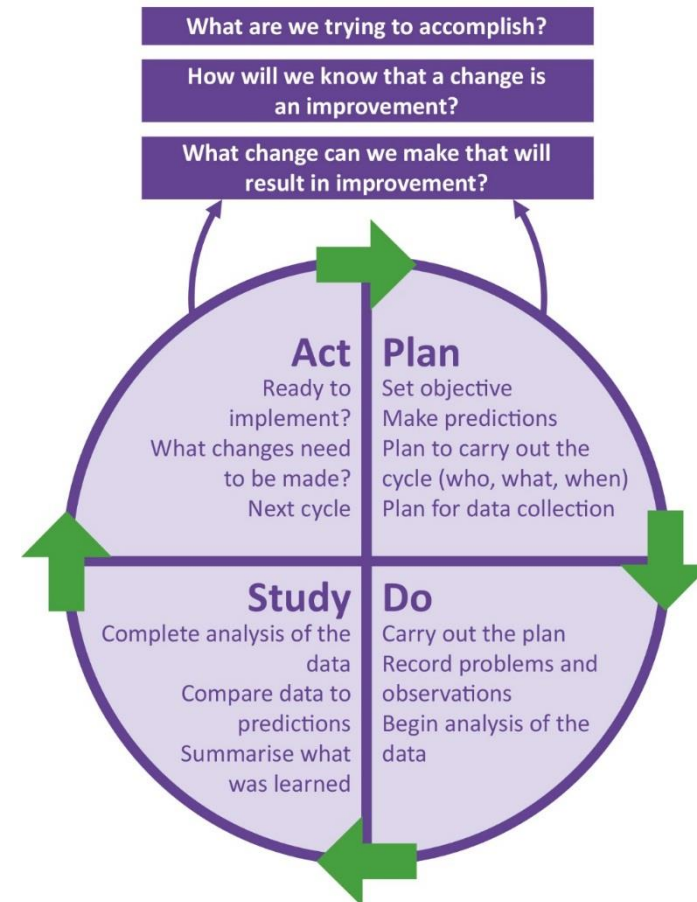 What are we trying to accomplish?
How will we know that a change is
an improvement?
What change can we make that will
result in improvement?
Act
Ready to
implement?
What changes need
to be made?
Next cycle
Plan
Set objective
Make predictions
Plan to carry out the
cycle (who, what, when)
Plan for data collection
Study
Complete analysis of the
data
Compare data to
predictions
Summarise what
was learned
Do
Carry out the plan
Record problems and
observations
Begin analysis of the
data